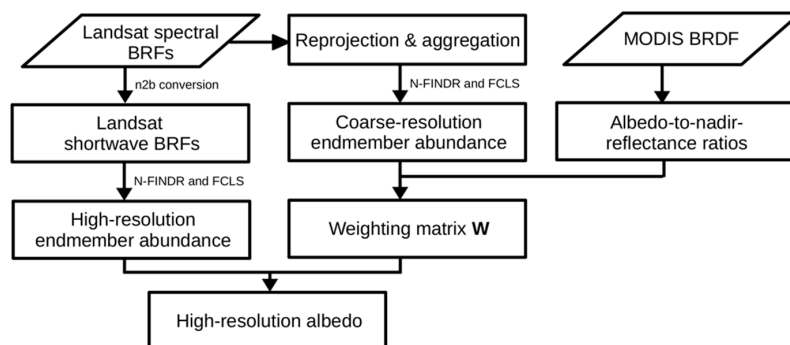 Landsat spectral
BRFs
Reprojection & aggregation
MODIS BRDF
n2b conversion
N-FINDR and FCLS
Landsat
shortwave BRFs
Coarse-resolution
endmember abundance
Albedo-to-nadir-
reflectance ratios
N-FINDR and FCLS
High-resolution
endmember abundance
Weighting matrix W
High-resolution albedo